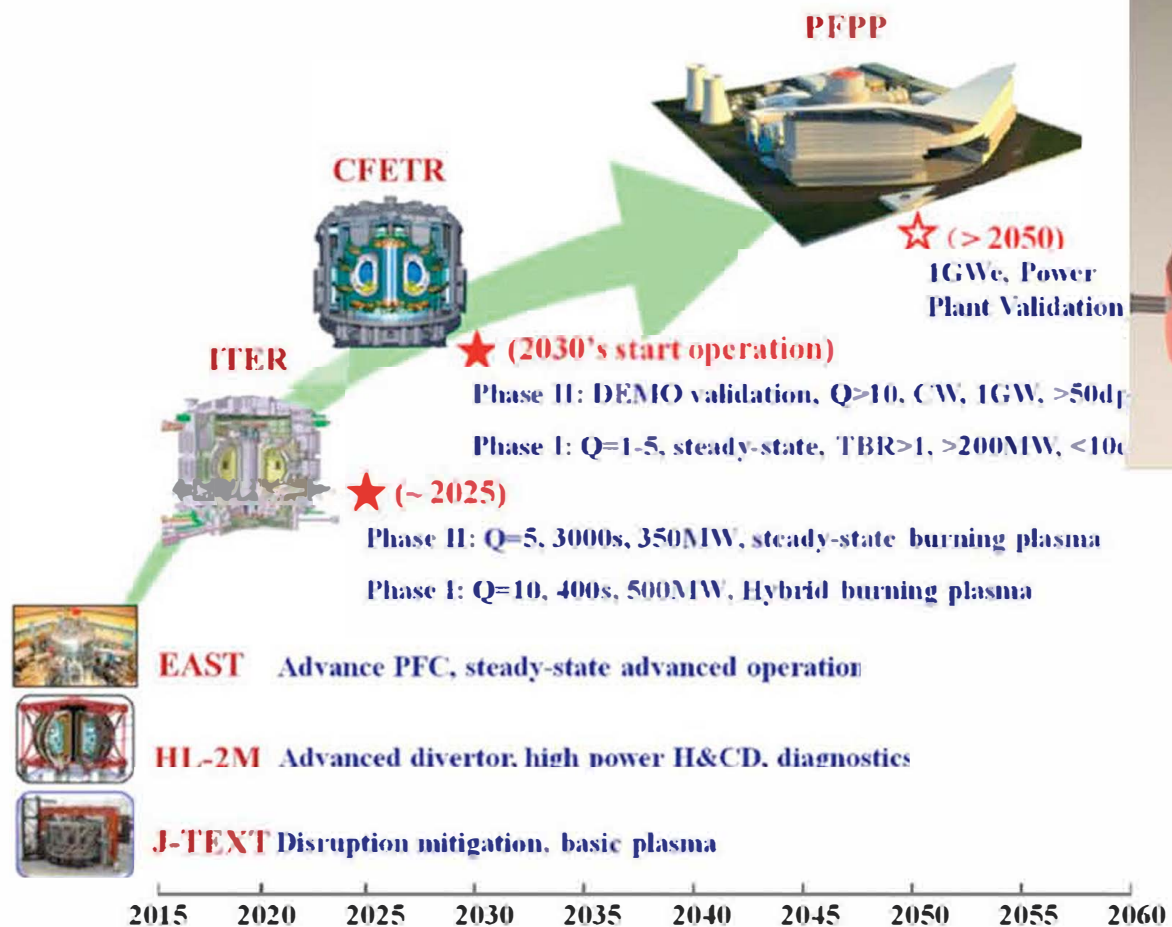 PFPP
CFETR
(> 2050)
1GWe, Power
Plant Validation
ITER
(2030's start operation)
Phase II: DEMO validation, Q>10, CW, 1GW,
Phase I: Q=1-5, steady-state, TBR>1, >200MW,
(~ 2025)
Phase II: Q=5, 3000s, 350MW, steady-state burning plasma
Phase I: Q=10, 400s, 500MW, Hybrid burning plasma
EAST Advance PFC, steady-state advanced operation
HL-2M Advanced divertor, high power H&CD, diagnostics
J-TEXT Disruption mitigation, basic plasma
2015 2020 2025 2030 2035 2040 2045 2050 2055 2060